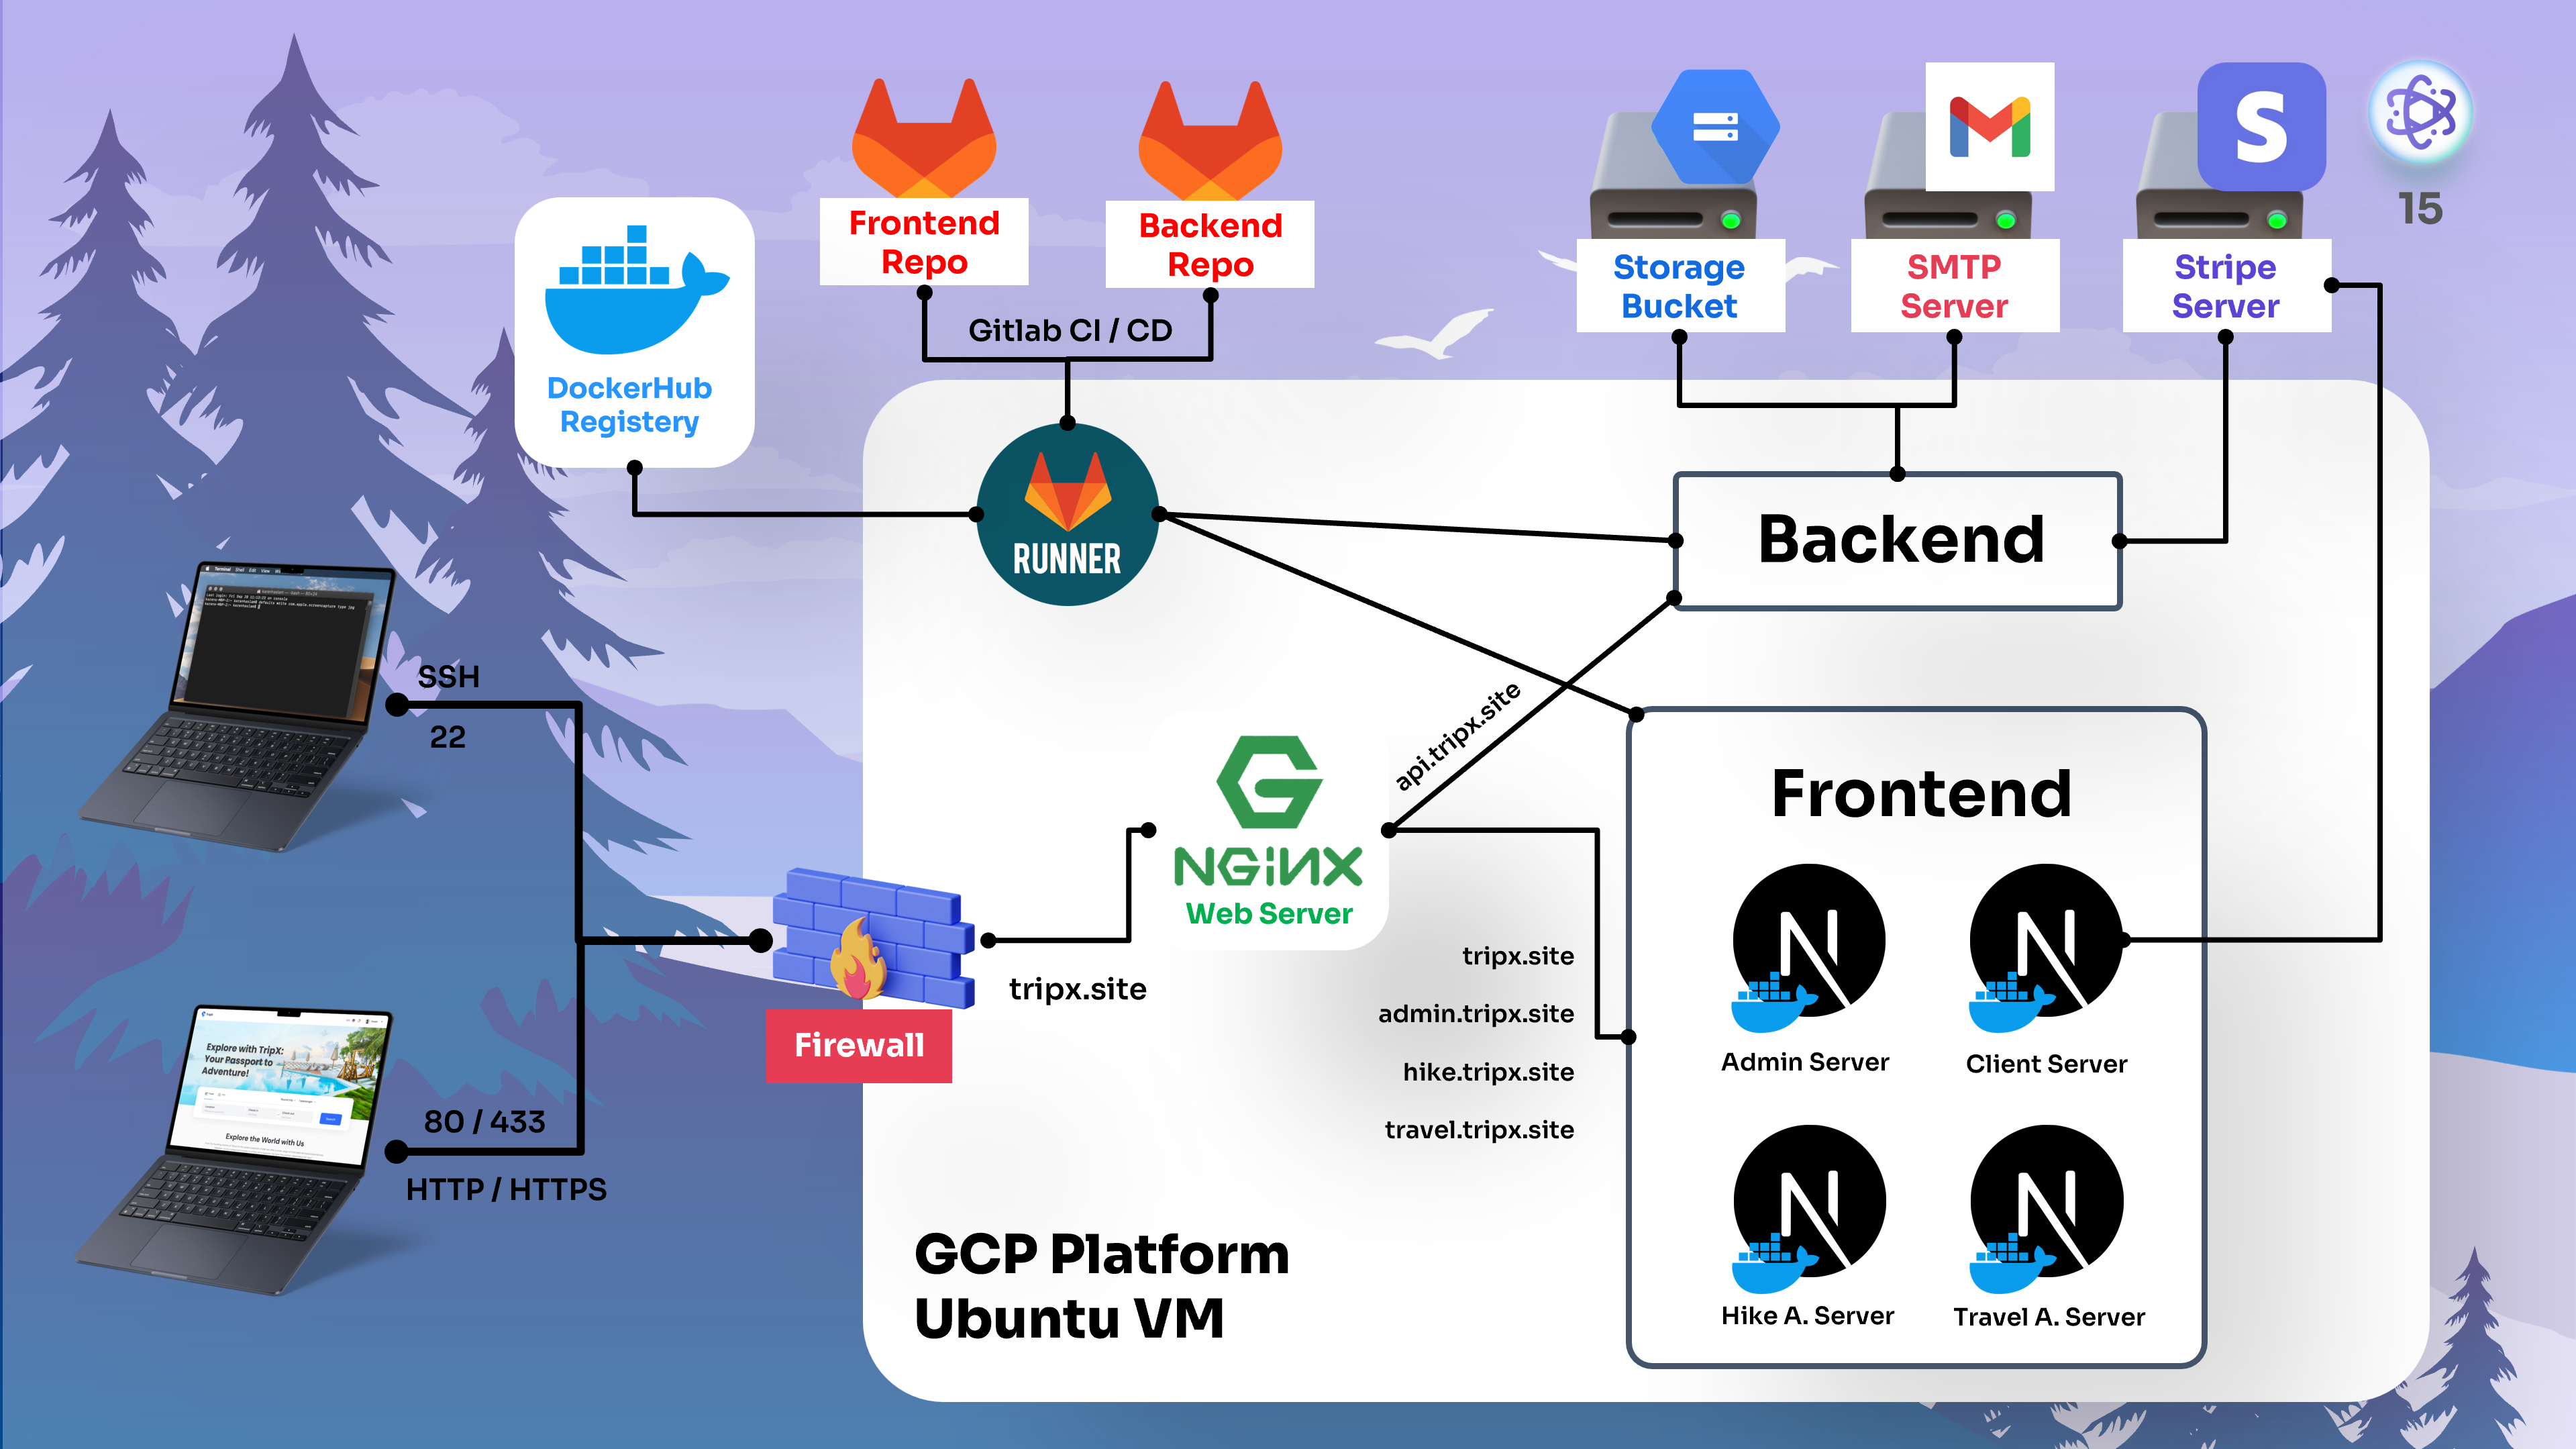 15
Frontend
Repo
Backend
Repo
Storage
Bucket
SMTP
Server
S
Stripe
Server
Gitlab CI / CD
DockerHub
Registery
RUNNER
Backend
SSH
22
api.tripx.site
Frontend
NGiNX
Web Server
tripx.site
Firewall
tripx.site
admin.tripx.site
hike.tripx.site
travel.tripx.site
Admin Server
Client Server
Hike A. Server
Travel A. Server
Explore with TripX:
Your Passport to
Adventure!
Explore the World with Us
80 / 433
HTTP / HTTPS
GCP Platform
Ubuntu VM